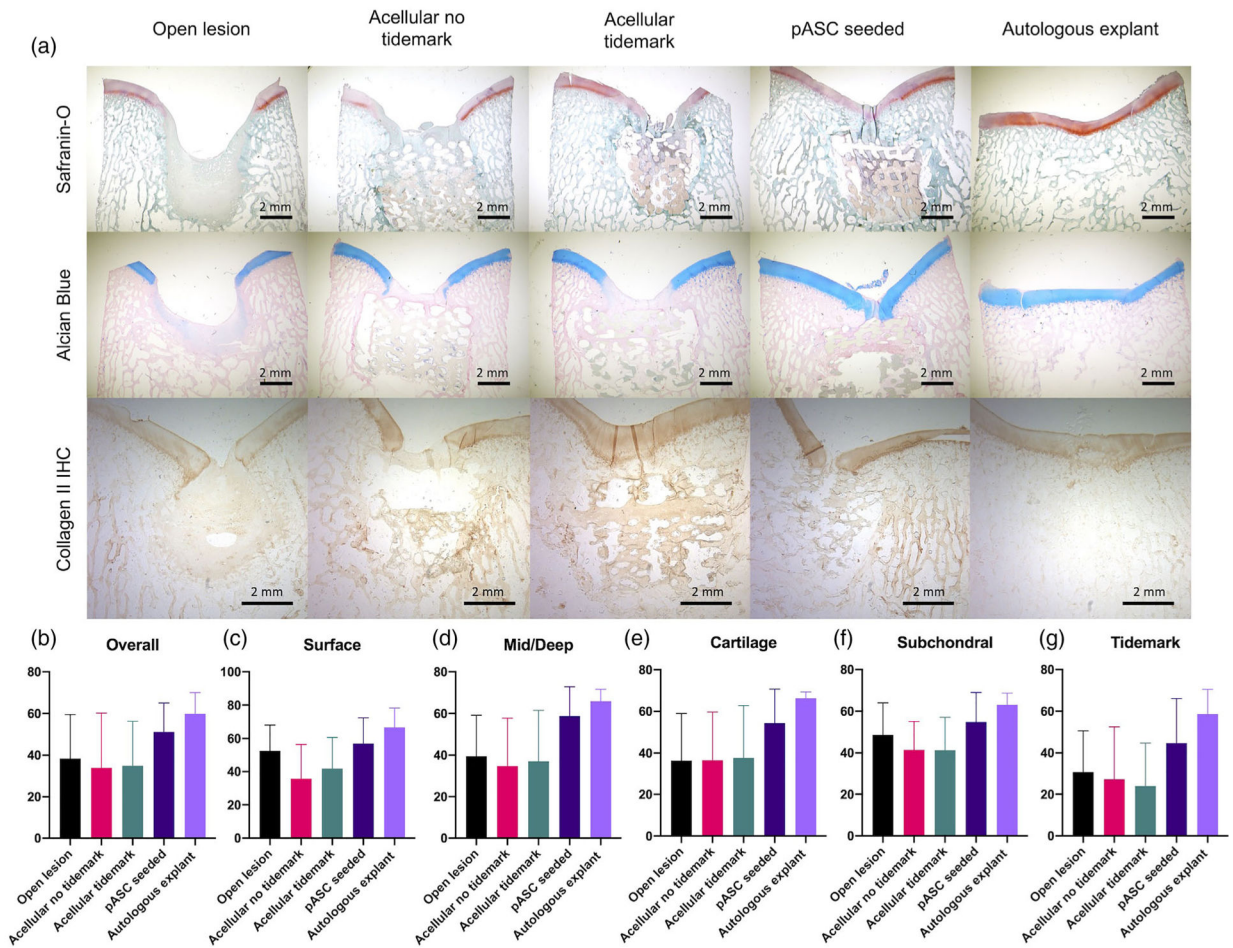 (a)
Open lesion
Acellular no
tidemark
Acellular
tidemark
pASC seeded
Autologous explant
Safranin-O
2 mm
2 mm
2 mm
2 mm
2 mm
Alcian Blue
2 mm
2 mm
2 mm
2 mm
2 mm
Collagen II IHC
2 mm
2 mm
2 mm
2 mm
2 mm
(b)
Overall
80
60
40
20
0
Open lesion
Acellular no tidemark
Acellular tidemark
pASC seeded
Autologous explant
(c)
Surface
100
80
60
40
20
0
Open lesion
Acellular no tidemark
Acellular tidemark
pASC seeded
Autologous explant
(d)
Mid/Deep
80
60
40
20
0
Open lesion
Acellular no tidemark
Acellular tidemark
pASC seeded
Autologous explant
(e)
Cartilage
80
60
40
20
0
Open lesion
Acellular no tidemark
Acellular tidemark
pASC seeded
Autologous explant
(f)
Subchondral
80
60
40
20
0
Open lesion
Acellular no tidemark
Acellular tidemark
pASC seeded
Autologous explant
(g)
Tidemark
80
60
40
20
0
Open lesion
Acellular no tidemark
Acellular tidemark
pASC seeded
Autologous explant